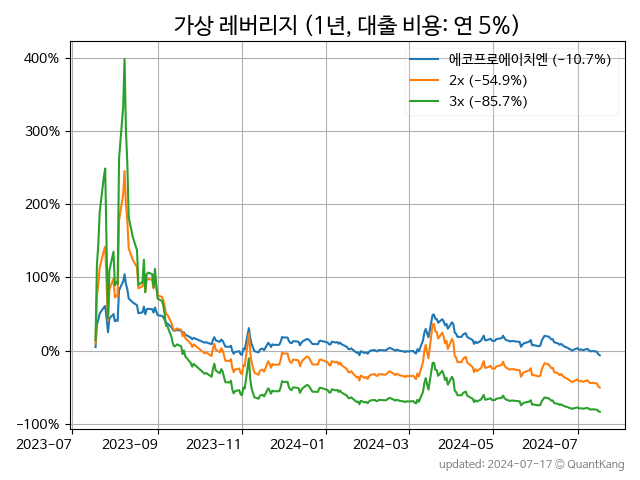 가상 레버리지 (1년, 대출 비용: 연 5%)
에코프로에이치엔 (-10.7%)
2x (-54.9%)
3x (-85.7%)
400%
300%
200%
100%
0%
-100%
2023-07 2023-09 2023-11 2024-01 2024-03 2024-05 2024-07
updated: 2024-07-17 © QuantKang